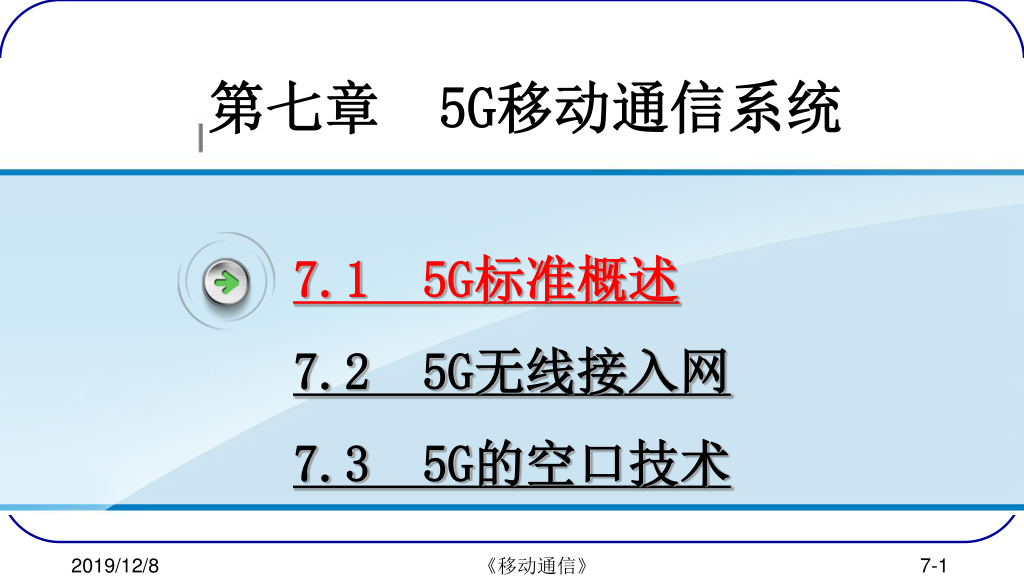 第七章 5G移动通信系统
7.1 5G标准概述
7.2 5G无线接入网
7.3 5G的空口技术
2019/12/8 《移动通信》 7-1